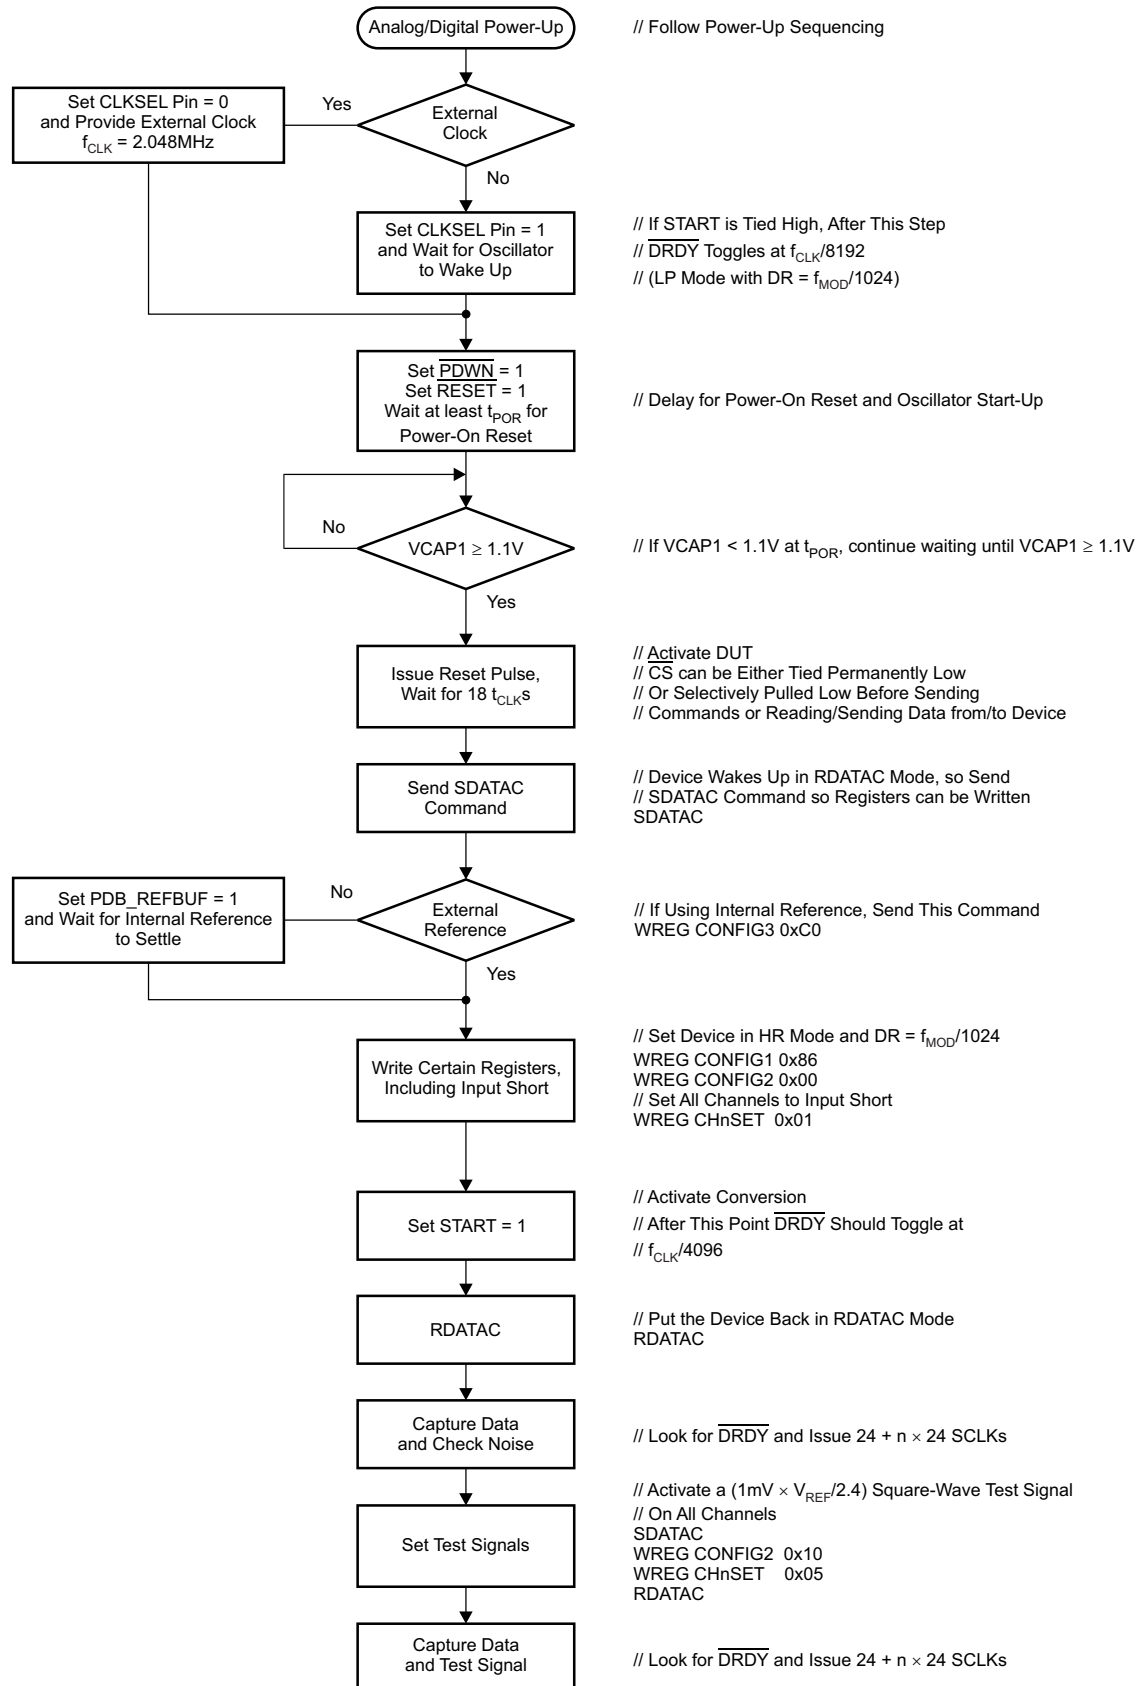 Analog/Digital Power-Up
// Follow Power-Up Sequencing
Set CLKSEL Pin = 0
and Provide External Clock
fCLK = 2.048MHz
Yes
External
Clock
No
Set CLKSEL Pin = 1
and Wait for Oscillator
to Wake Up
// If START is Tied High, After This Step
// DRDY Toggles at fCLK/8192
// (LP Mode with DR = fMOD/1024)
Set PDWN = 1
Set RESET = 1
Wait at least tPOR for
Power-On Reset
// Delay for Power-On Reset and Oscillator Start-Up
No
VCAP1 ≥ 1.1V
// If VCAP1 < 1.1V at tPOR, continue waiting until VCAP1 ≥ 1.1V
Yes
Issue Reset Pulse,
Wait for 18 tCLKs
// Activate DUT
// CS can be Either Tied Permanently Low
// Or Selectively Pulled Low Before Sending
// Commands or Reading/Sending Data from/to Device
Send SDATAC
Command
// Device Wakes Up in RDATAC Mode, so Send
// SDATAC Command so Registers can be Written
SDATAC
Set PDB_REFBUF = 1
and Wait for Internal Reference
to Settle
No
External
Reference
Yes
// If Using Internal Reference, Send This Command
WREG CONFIG3 0xC0
Write Certain Registers,
Including Input Short
// Set Device in HR Mode and DR = fMOD/1024
WREG CONFIG1 0x86
WREG CONFIG2 0x00
// Set All Channels to Input Short
WREG CHnSET 0x01
Set START = 1
// Activate Conversion
// After This Point DRDY Should Toggle at
// fCLK/4096
RDATAC
// Put the Device Back in RDATAC Mode
RDATAC
Capture Data
and Check Noise
// Look for DRDY and Issue 24 + n × 24 SCLKs
Set Test Signals
// Activate a (1mV × VREF/2.4) Square-Wave Test Signal
// On All Channels
SDATAC
WREG CONFIG2 0x10
WREG CHnSET 0x05
RDATAC
Capture Data
and Test Signal
// Look for DRDY and Issue 24 + n × 24 SCLKs